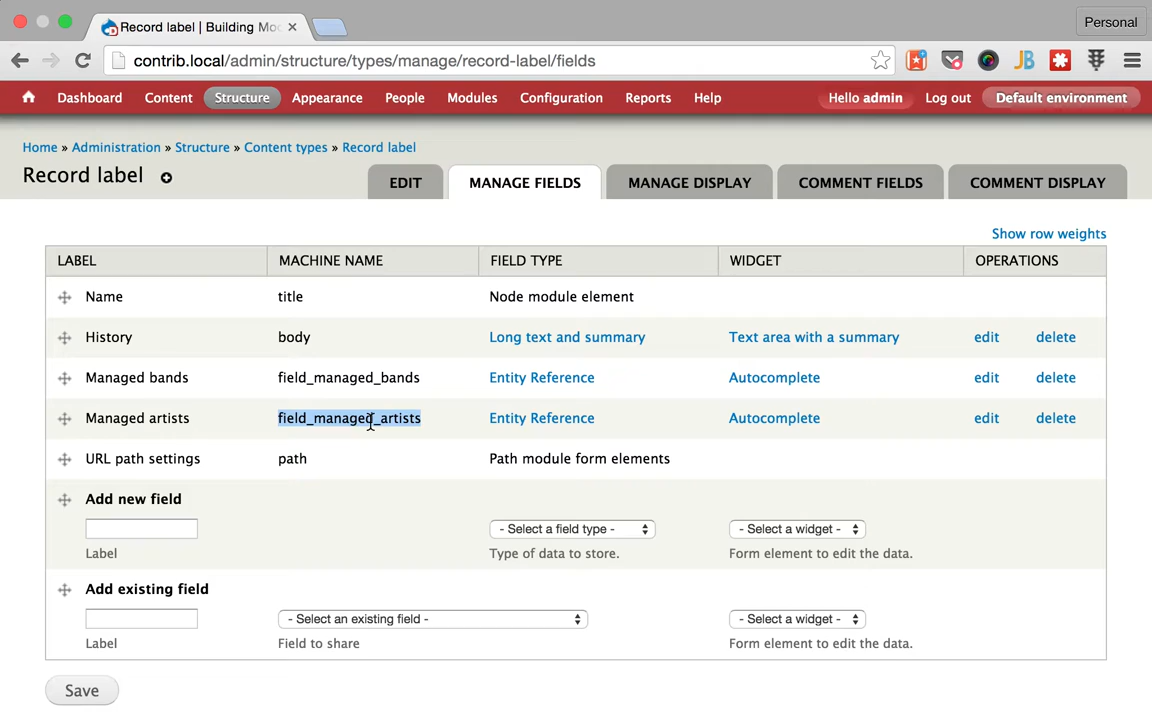 Record label | Building Mo
Personal
contrib.local/admin/structure/types/manage/record-label/fields
JB
Dashboard Content Structure Appearance People Modules Configuration Reports Help Hello admin Log out Default environment
Home » Administration » Structure » Content types » Record label
Record label
EDIT MANAGE FIELDS MANAGE DISPLAY COMMENT FIELDS COMMENT DISPLAY
Show row weights
LABEL MACHINE NAME FIELD TYPE WIDGET OPERATIONS
Name title Node module element
History body Long text and summary Text area with a summary edit delete
Managed bands field_managed_bands Entity Reference Autocomplete edit delete
Managed artists field_managed_artists Entity Reference Autocomplete edit delete
URL path settings path Path module form elements
Add new field
- Select a field type - - Select a widget -
Label Type of data to store. Form element to edit the data.
Add existing field
- Select an existing field - - Select a widget -
Label Field to share Form element to edit the data.
Save